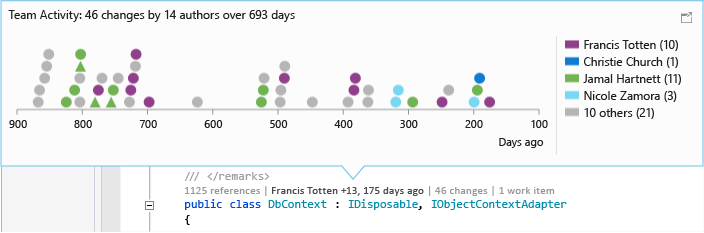 Team Activity: 46 changes by 14 authors over 693 days
Francis Totten (10)
Christie Church (1)
Jamal Hartnett (11)
Nicole Zamora (3)
10 others (21)
900 800 700 600 500 400 300 200 100
Days ago
/// </remarks>
1125 references | Francis Totten +13, 175 days ago | 46 changes | 1 work item
public class DbContext : IDisposable, IObjectContextAdapter
{